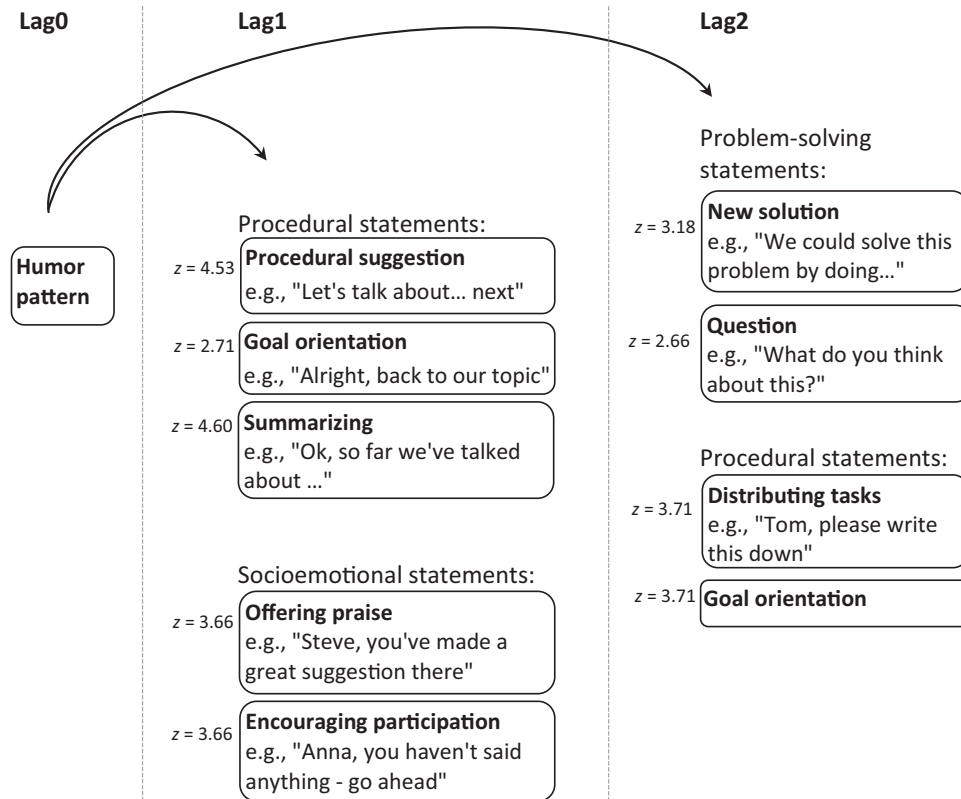 Lag0
Lag1
Lag2
Humor
pattern
Procedural statements:
z = 4.53
Procedural suggestion
e.g., "Let's talk about... next"
z = 2.71
Goal orientation
e.g., "Alright, back to our topic"
z = 4.60
Summarizing
e.g., "Ok, so far we've talked
about ..."
Socioemotional statements:
z = 3.66
Offering praise
e.g., "Steve, you've made a
great suggestion there"
z = 3.66
Encouraging participation
e.g., "Anna, you haven't said
anything - go ahead"
Problem-solving
statements:
z = 3.18
New solution
e.g., "We could solve this
problem by doing..."
z = 2.66
Question
e.g., "What do you think
about this?"
Procedural statements:
z = 3.71
Distributing tasks
e.g., "Tom, please write
this down"
z = 3.71
Goal orientation